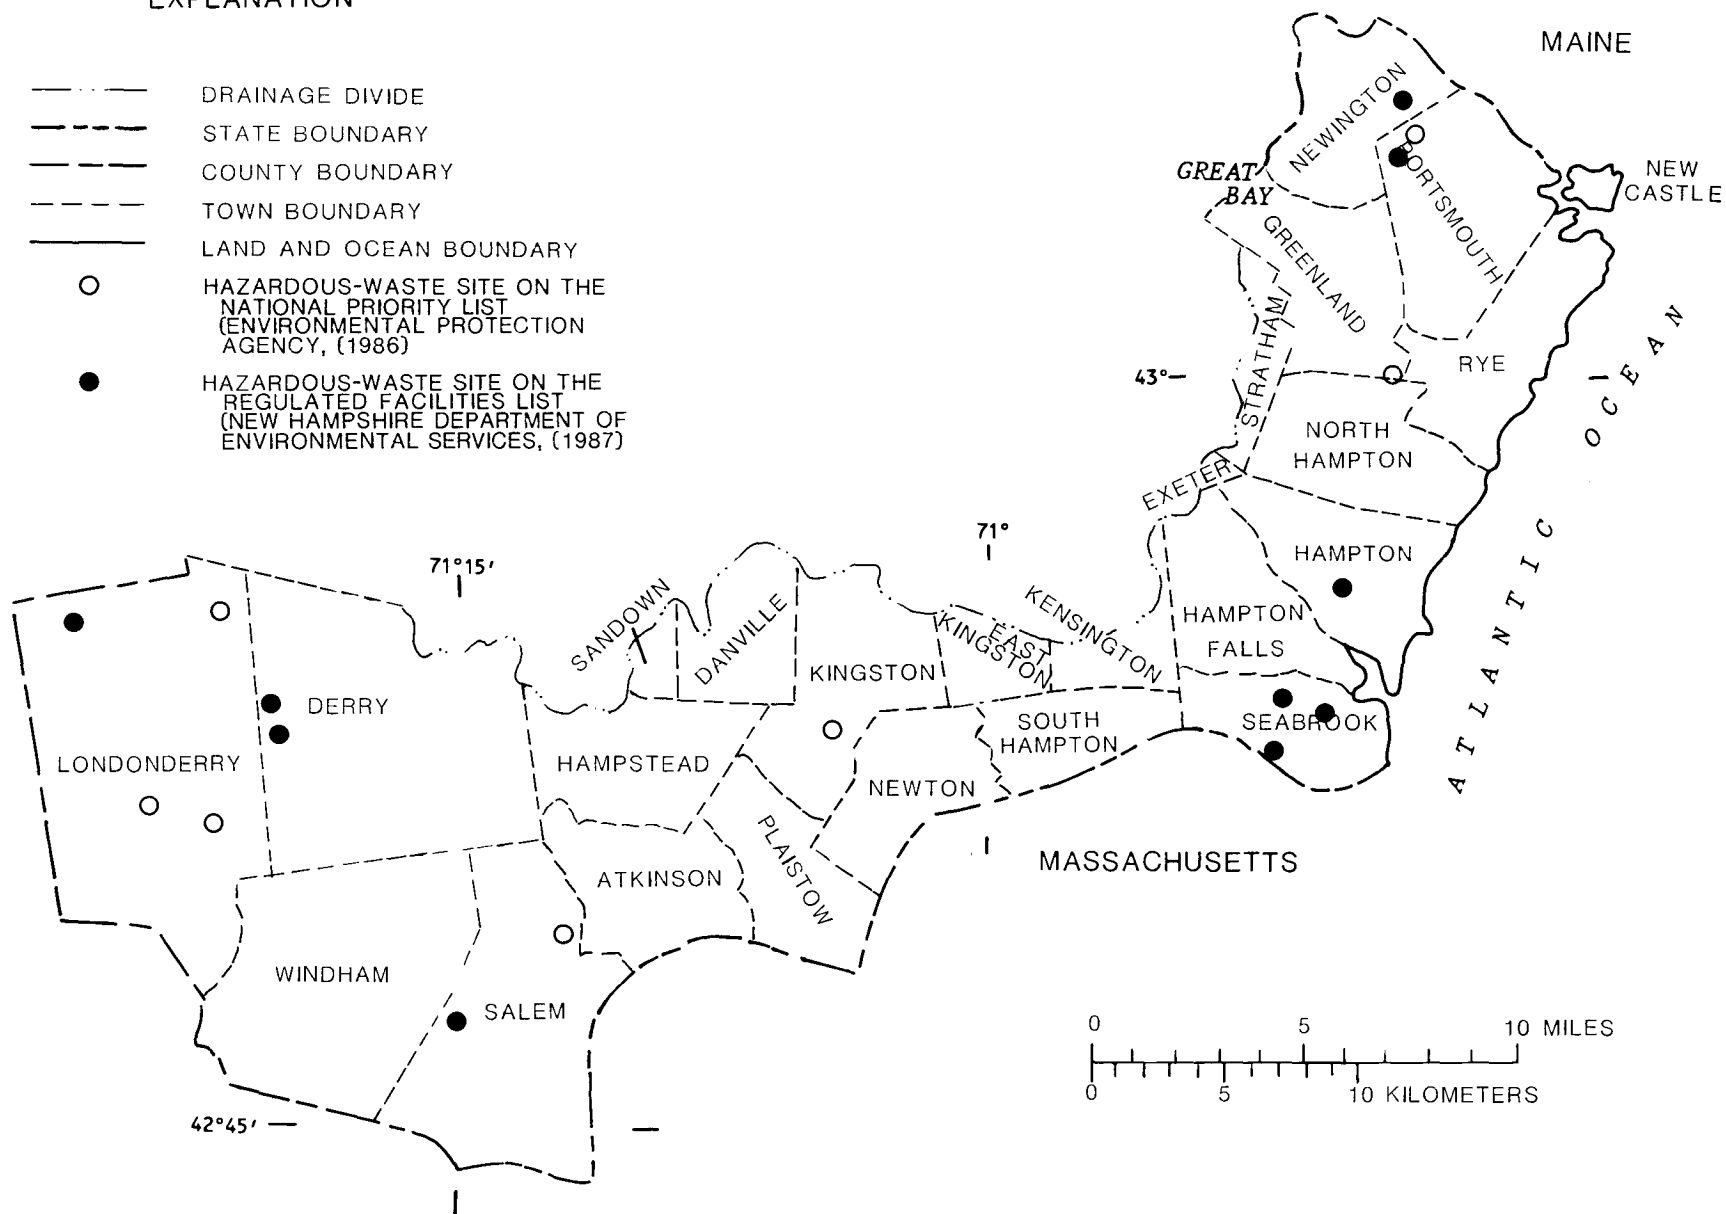 EXPLANATION
DRAINAGE DIVIDE
STATE BOUNDARY
COUNTY BOUNDARY
TOWN BOUNDARY
LAND AND OCEAN BOUNDARY
HAZARDOUS-WASTE SITE ON THE
NATIONAL PRIORITY LIST
(ENVIRONMENTAL PROTECTION
AGENCY, (1986)
HAZARDOUS-WASTE SITE ON THE
REGULATED FACILITIES LIST
(NEW HAMPSHIRE DEPARTMENT OF
ENVIRONMENTAL SERVICES, (1987)
MAINE
NEWINGTON
PORTSMOUTH
NEW
CASTLE
GREAT
BAY
GREENLAND
STRATHAM
RYE
43°
NORTH
HAMPTON
EXETER
ATLANTIC OCEAN
71°
71°15'
HAMPTON
HAMPTON
FALLS
KENSINGTON
EAST
KINGSTON
SANDOWN
DANVILLE
KINGSTON
SOUTH
HAMPTON
SEABROOK
DERRY
LONDONDERRY
HAMPSTEAD
NEWTON
PLAISTOW
ATKINSON
MASSACHUSETTS
WINDHAM
SALEM
42°45'
0 5 10 MILES
0 5 10 KILOMETERS